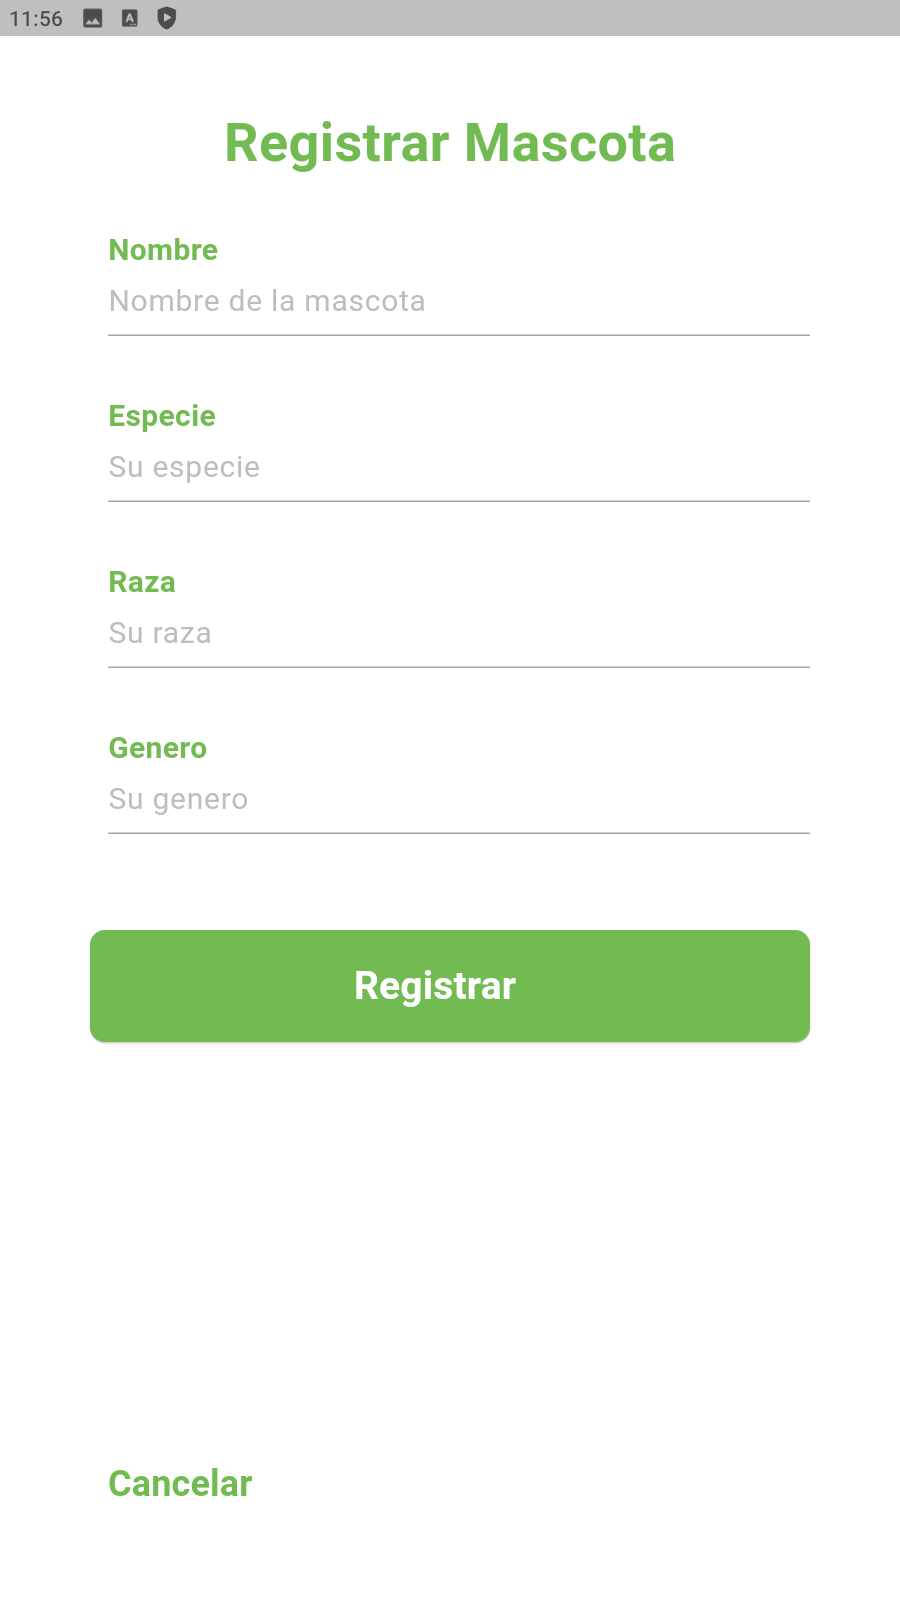 11:56
Registrar Mascota
Nombre
Nombre de la mascota
Especie
Su especie
Raza
Su raza
Genero
Su genero
Registrar
Cancelar